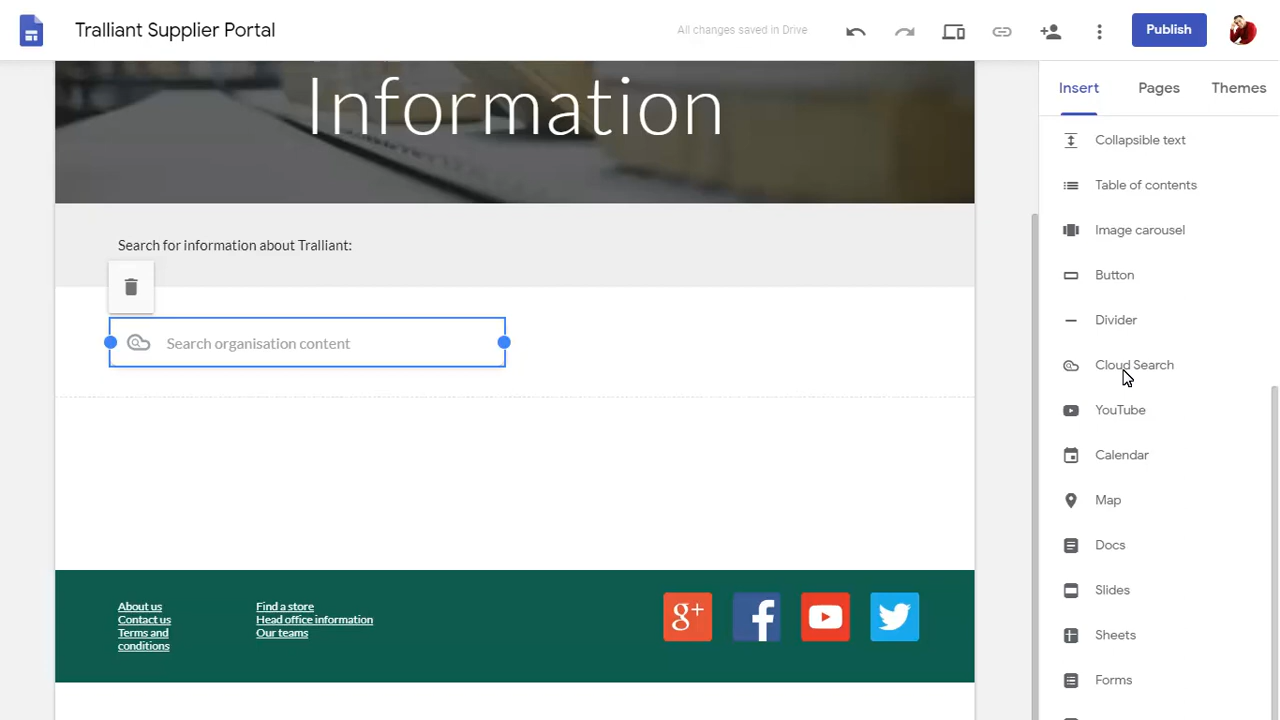 Tralliant Supplier Portal
All changes saved in Drive
Publish
Insert
Pages
Themes
Information
Search for information about Tralliant:
Search organisation content
Collapsible text
Table of contents
Image carousel
Button
Divider
Cloud Search
YouTube
Calendar
Map
Docs
Slides
Sheets
Forms
About us
Contact us
Terms and
conditions
Find a store
Head office information
Our teams
g+
f